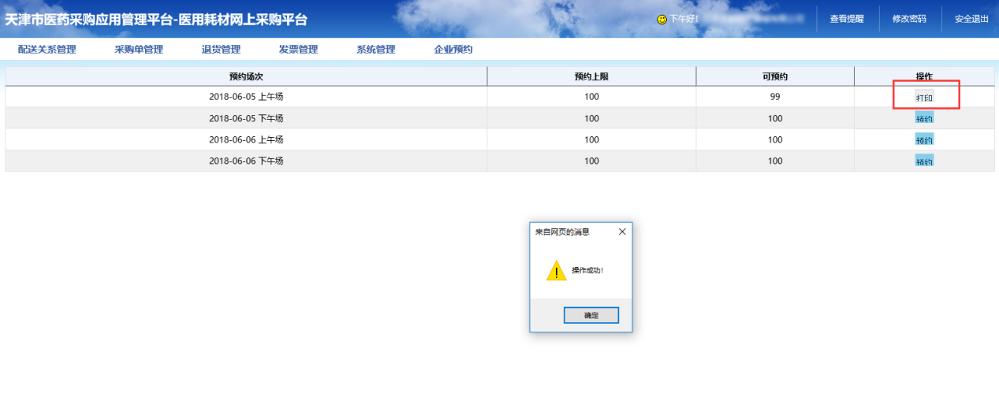 天津市医药采购应用管理平台-医用耗材网上采购平台
下午好!
查看提醒 修改密码 安全退出
配送关系管理 采购单管理 退货管理 发票管理 系统管理 企业预约
预约场次 预约上限 可预约 操作
2018-06-05 上午场 100 99 打印
2018-06-05 下午场 100 100 预约
2018-06-06 上午场 100 100 预约
2018-06-06 下午场 100 100 预约
来自网页的消息
操作成功!
确定